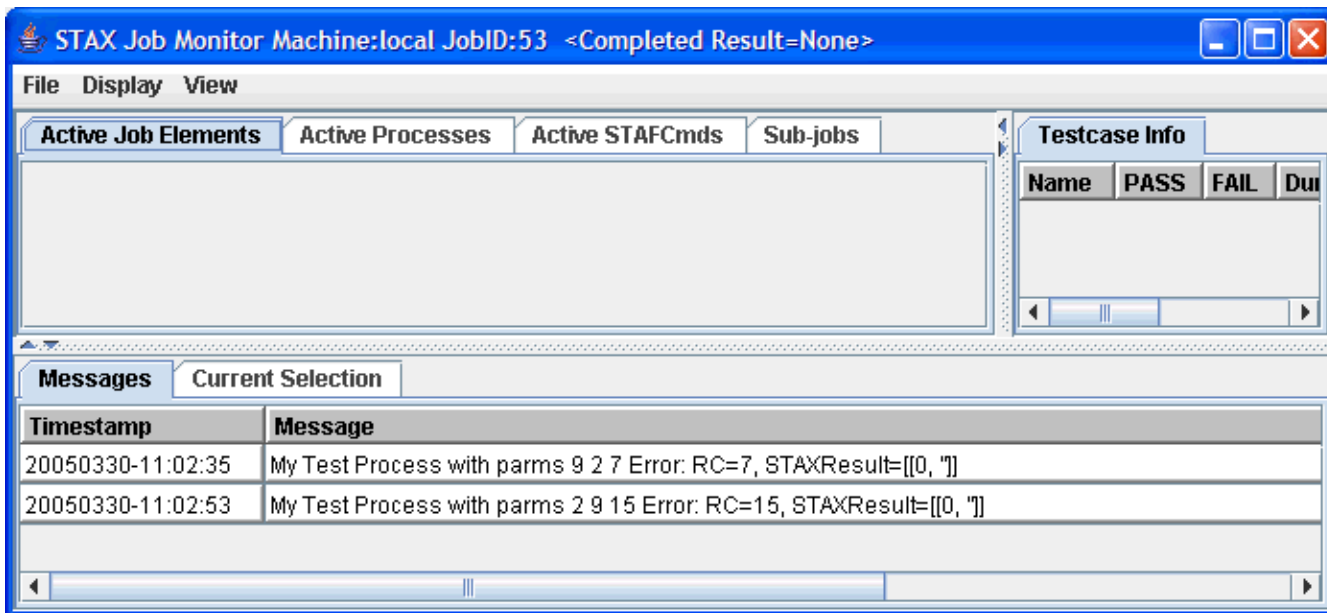 STAX Job Monitor Machine:local JobID:53 <Completed Result=None>
File Display View
Active Job Elements Active Processes Active STAFCmds Sub-jobs Testcase Info
Name PASS FAIL Dur
Messages Current Selection
Timestamp Message
20050330-11:02:35 My Test Process with parms 9 2 7 Error: RC=7, STAXResult=[[0, '']]
20050330-11:02:53 My Test Process with parms 2 9 15 Error: RC=15, STAXResult=[[0, '']]